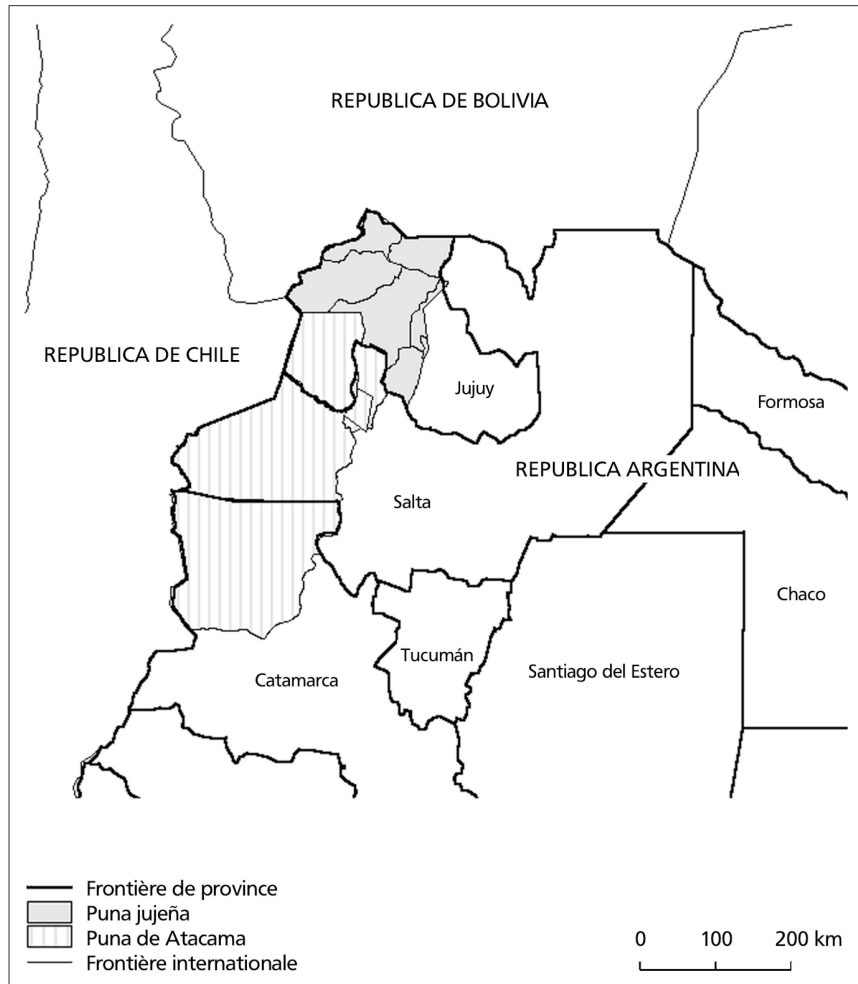 REPUBLICA DE BOLIVIA
REPUBLICA DE CHILE
Jujuy
Formosa
REPUBLICA ARGENTINA
Salta
Chaco
Tucumán
Santiago del Estero
Catamarca
Frontière de province
Puna jujeña
Puna de Atacama
Frontière internationale
0 100 200 km